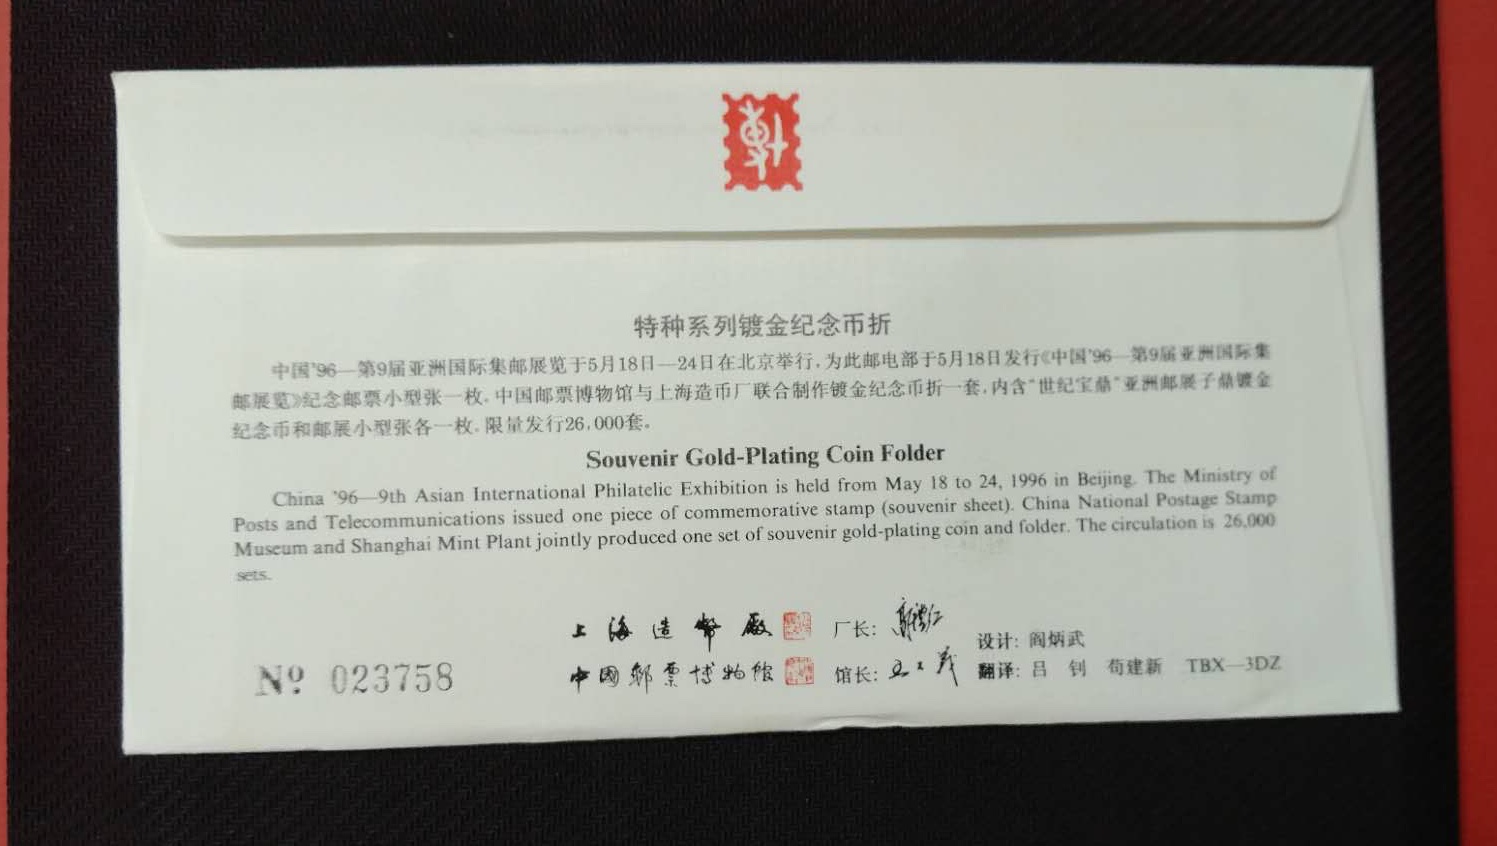 博
特种系列镀金纪念币折
中国'96—第9届亚洲国际集邮展览于5月18日—24日在北京举行,为此邮电部于5月18日发行《中国'96—第9届亚洲国际集
邮展览》纪念邮票小型张一枚,中国邮票博物馆与上海造币厂联合制作镀金纪念币折一套,内含"世纪宝鼎"亚洲邮展子鼎镀金
纪念币和邮展小型张各一枚,限量发行26,000套。
Souvenir Gold-Plating Coin Folder
China '96—9th Asian International Philatelic Exhibition is held from May 18 to 24, 1996 in Beijing. The Ministry of
Posts and Telecommunications issued one piece of commemorative stamp (souvenir sheet). China National Postage Stamp
Museum and Shanghai Mint Plant jointly produced one set of souvenir gold-plating coin and folder. The circulation is 26,000
sets.
上海造幣廠 厂长:
中國郵票博物館 馆长:
设计: 阎炳武
翻译: 吕 钊 荀建新 TBX—3DZ
Nº 023758